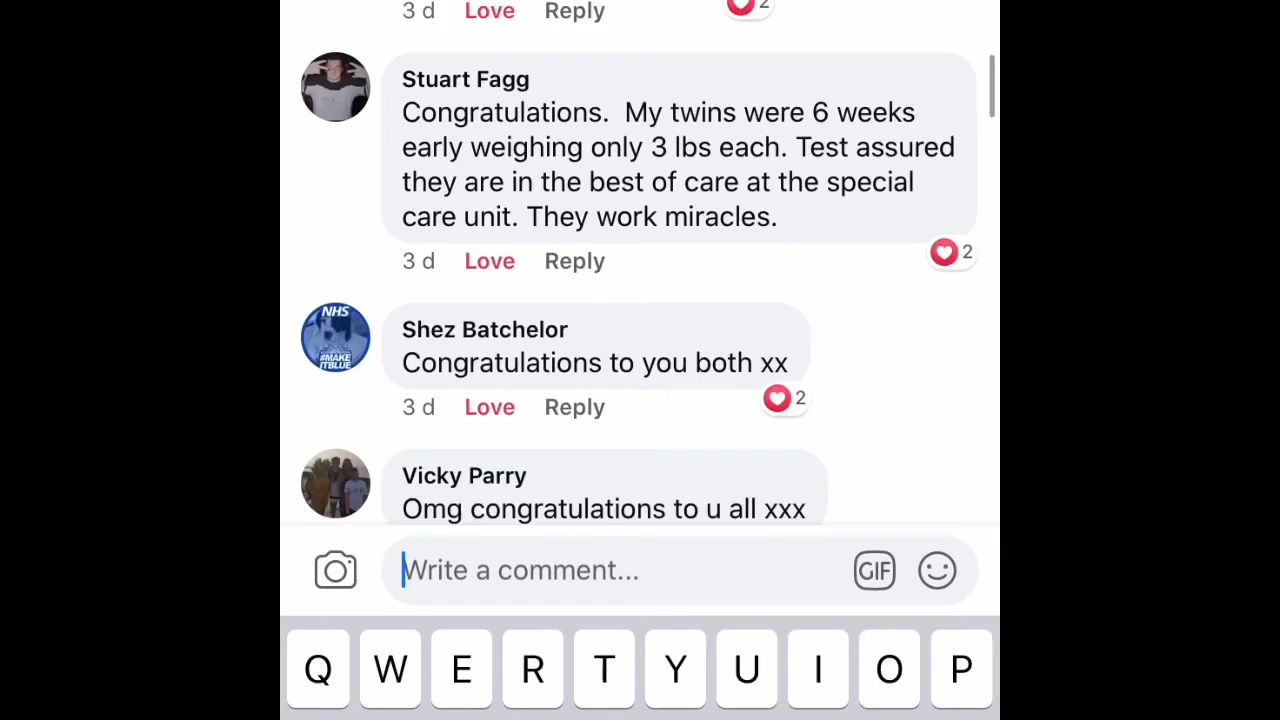 3 d Love Reply 2
Stuart Fagg
Congratulations.  My twins were 6 weeks
early weighing only 3 lbs each. Test assured
they are in the best of care at the special
care unit. They work miracles.
3 d Love Reply 2
NHS
#MAKE
ITBLUE
Shez Batchelor
Congratulations to you both xx
3 d Love Reply 2
Vicky Parry
Omg congratulations to u all xxx
Write a comment...
GIF
Q W E R T Y U I O P